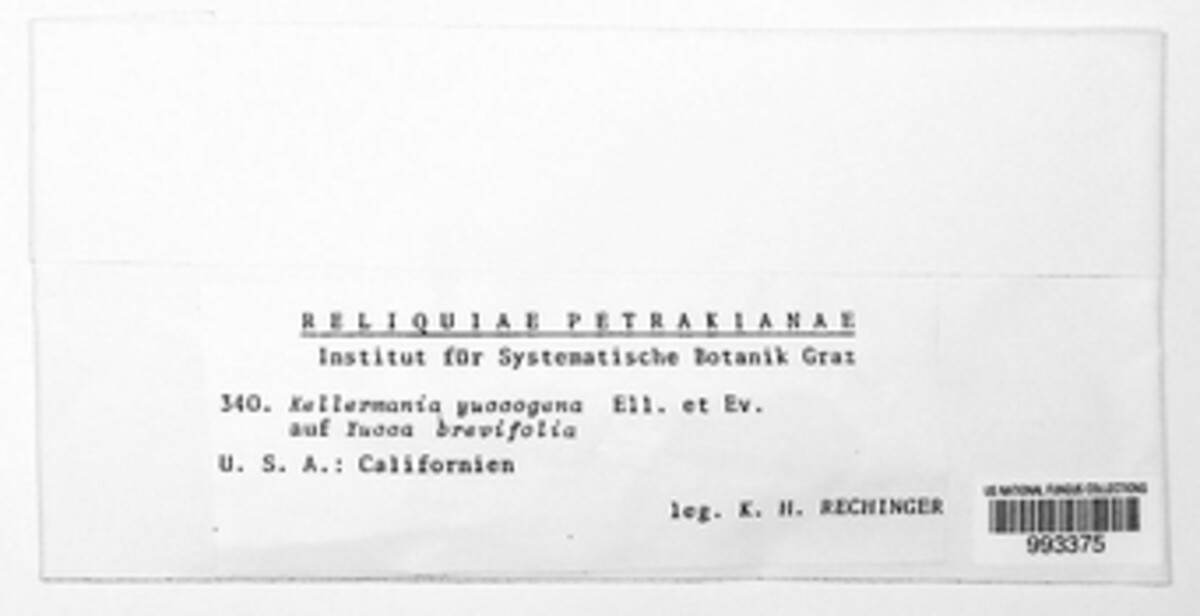 RELIQUIAE PETRAKIANAE
Institut für Systematische Botanik Graz
340. Kellermania yuccogena Ell. et Ev.
auf Yucca brevifolia
U. S. A.: Californien
leg. K. H. RECHINGER
US NATIONAL FUNGUS COLLECTIONS
993375